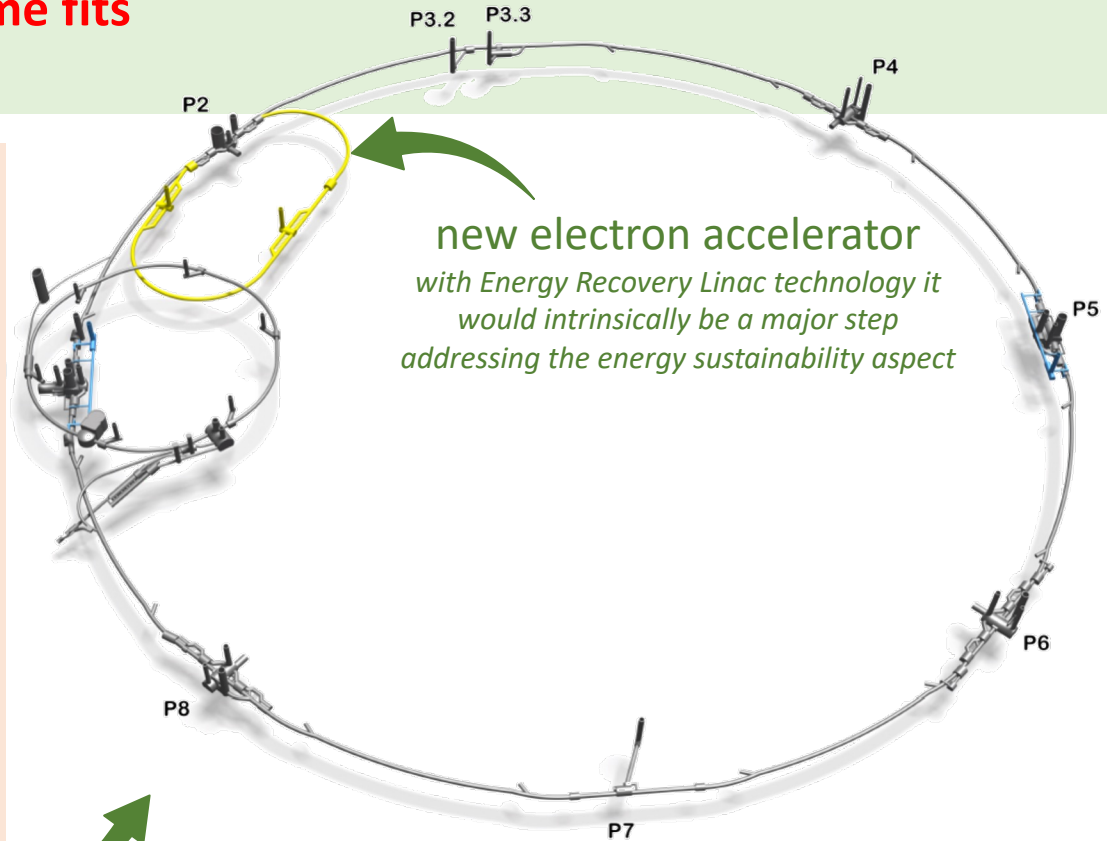 me fits
P3.2 P3.3
P4
P2
new electron accelerator
with Energy Recovery Linac technology it
would intrinsically be a major step
addressing the energy sustainability aspect
P5
P6
P8
P7